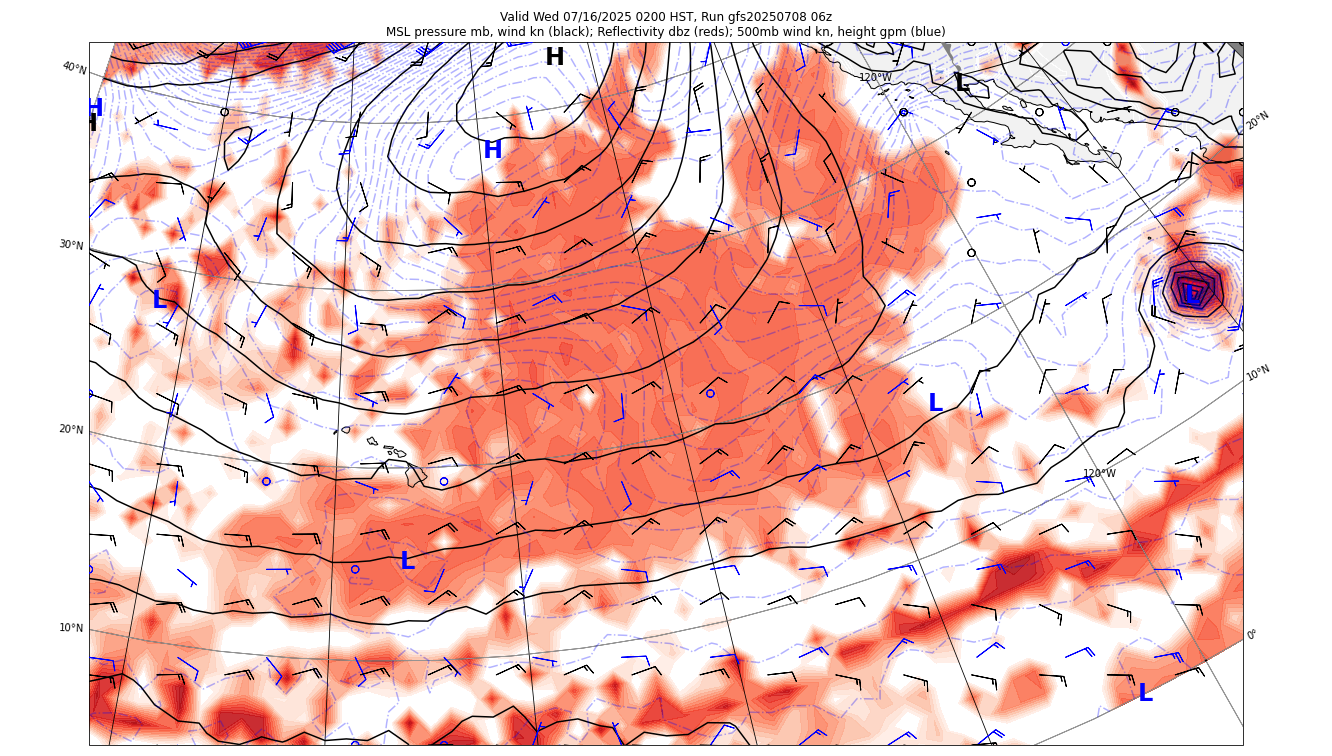 Valid Wed 07/16/2025 0200 HST, Run gfs20250708 06z
MSL pressure mb, wind kn (black); Reflectivity dbz (reds); 500mb wind kn, height gpm (blue)
H
40°N
120°W
L
H
H
20°N
H
30°N
L
L
10°N
L
20°N
120°W
L
10°N
0°
L